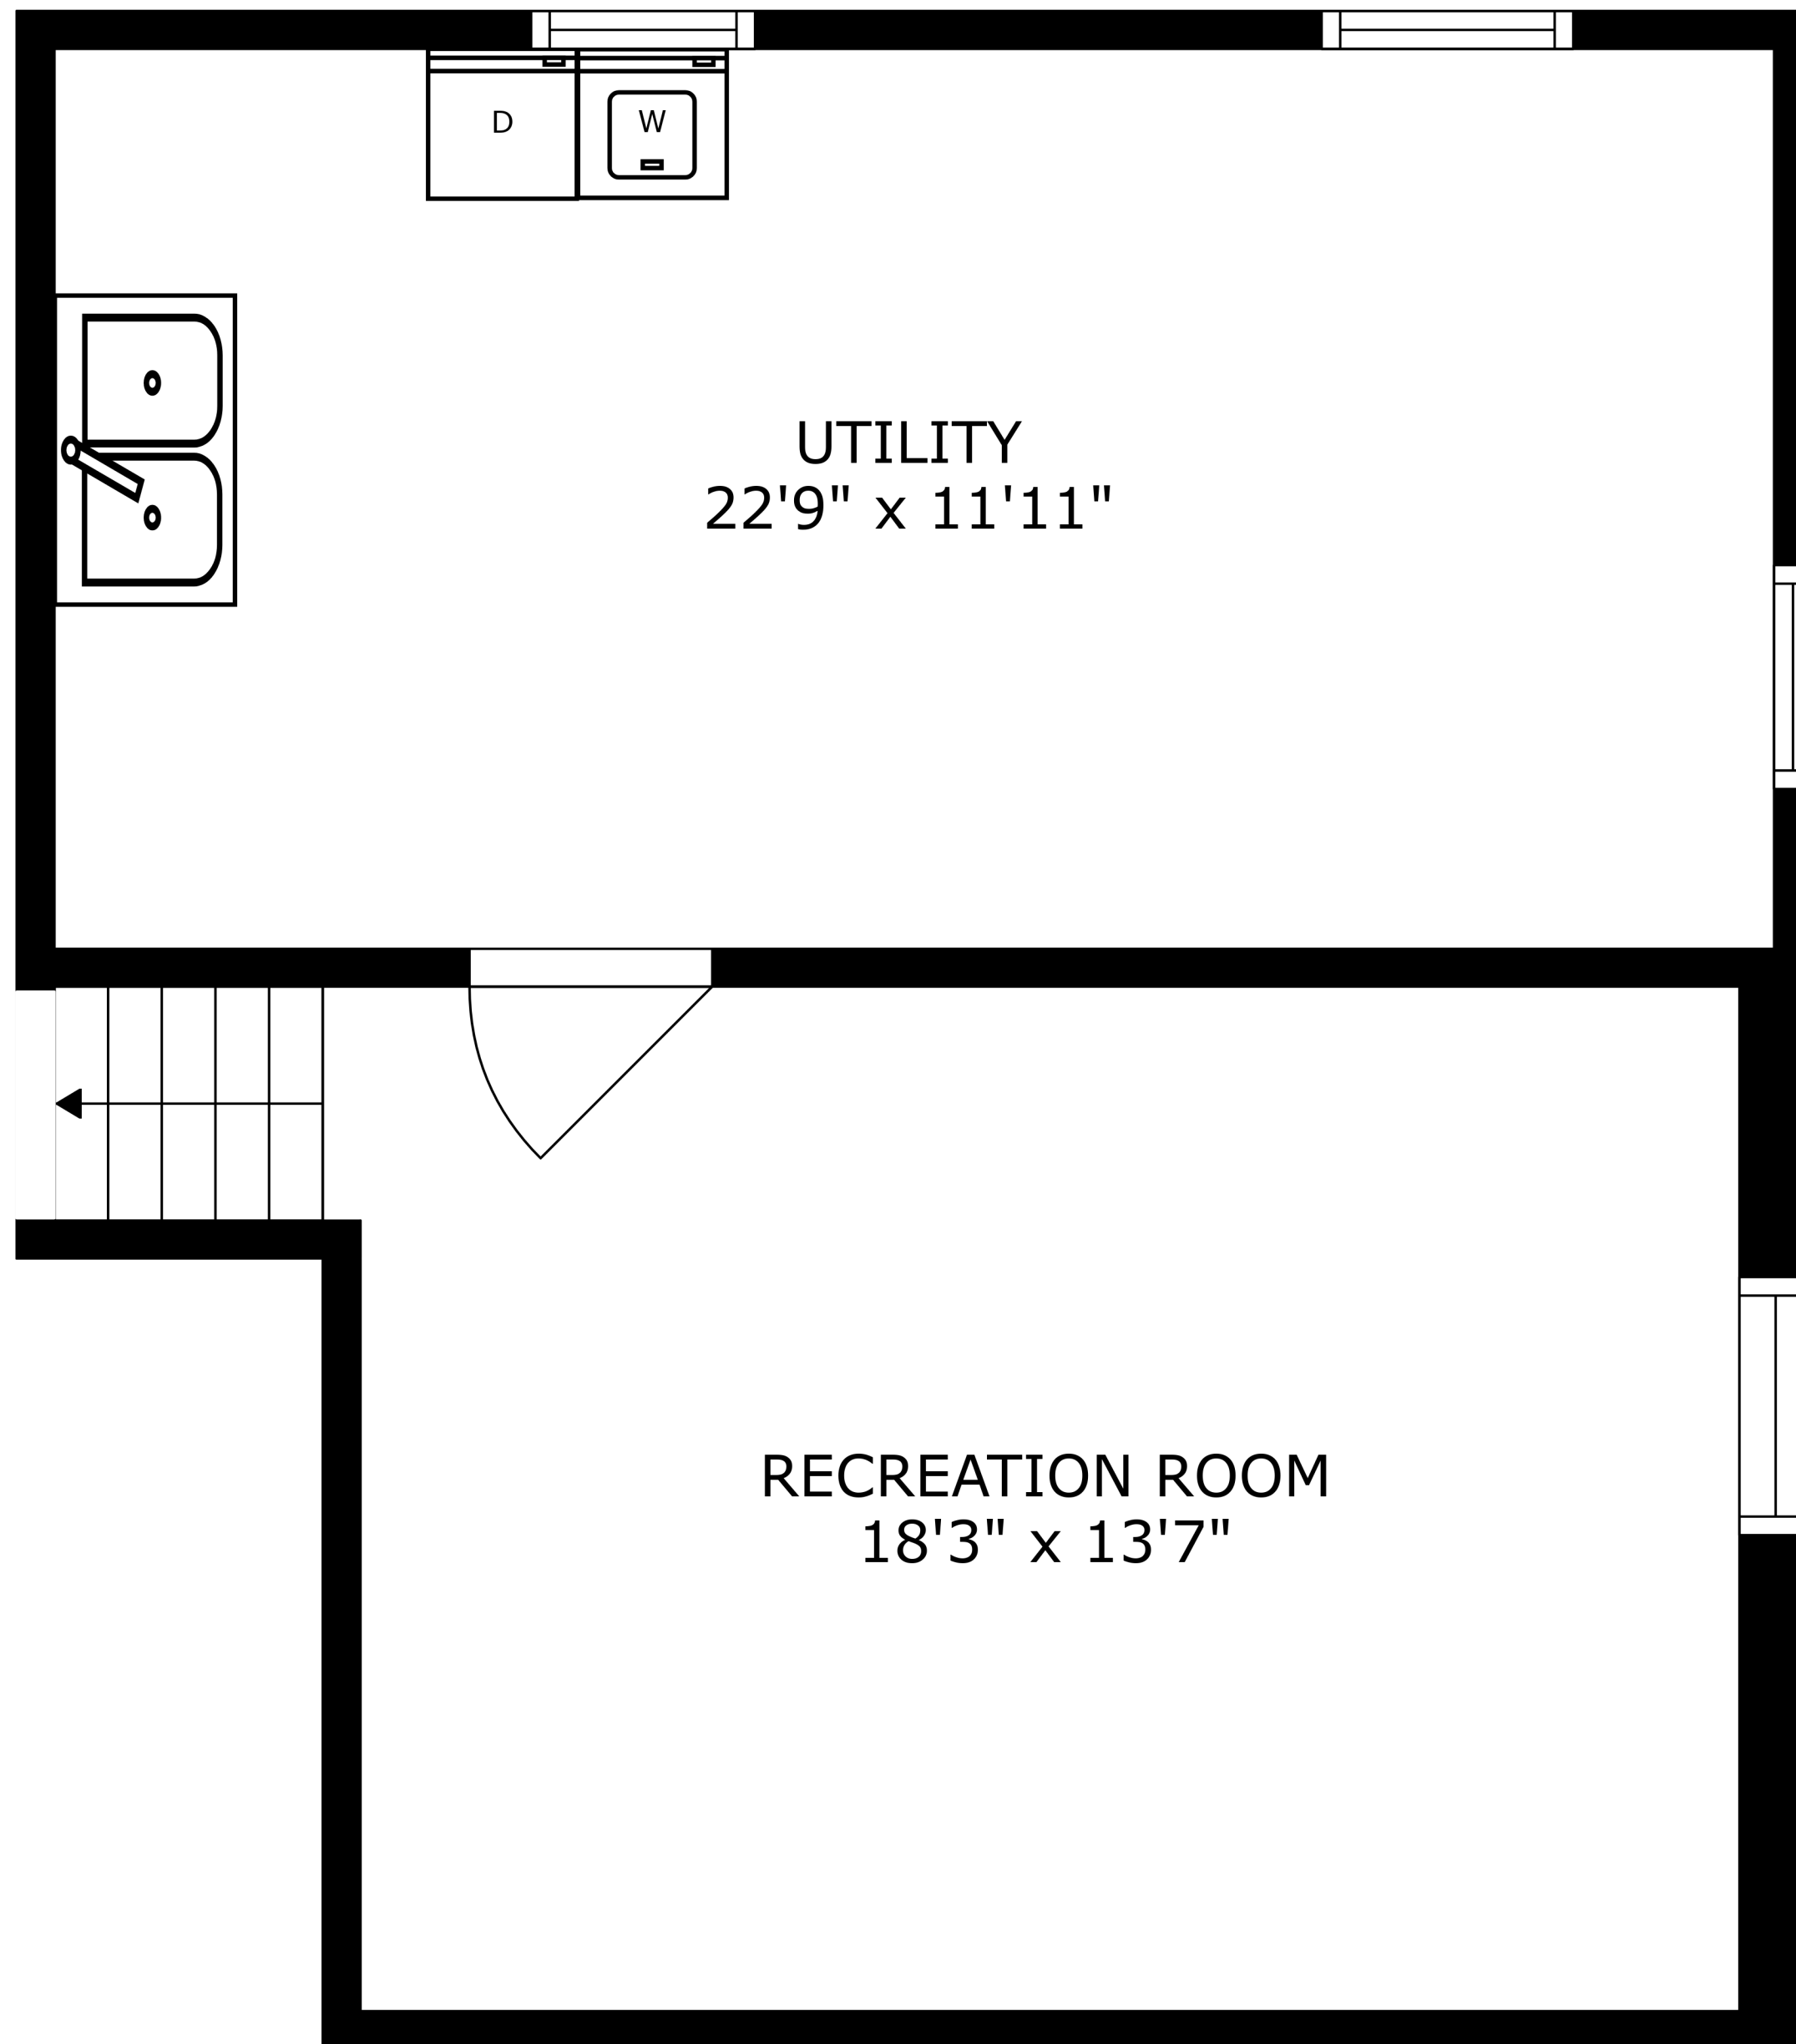 D W
UTILITY
22'9" x 11'11"
RECREATION ROOM
18'3" x 13'7"